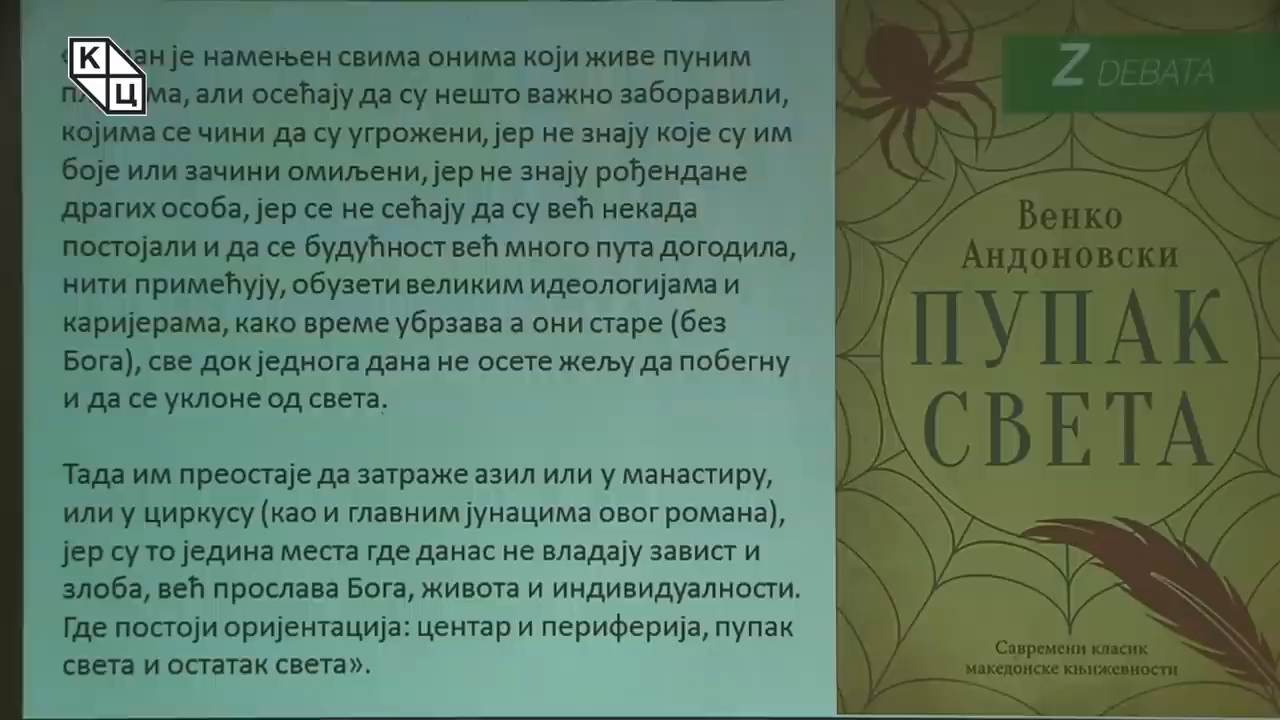 К
Ц
је намењен свима онима који живе пуним
али осећају да су нешто важно заборавили,
којима се чини да су угрожени, јер не знају које су им
боје или зачини омиљени, јер не знају рођендане
драгих особа, јер се не сећају да су већ некада
постојали и да се будућност већ много пута догодила,
нити примећују, обузети великим идеологијама и
каријерама, како време убрзава а они старе (без
Бога), све док једнога дана не осете жељу да побегну
и да се уклоне од света.
Тада им преостаје да затраже азил или у манастиру,
или у циркусу (као и главним јунацима овог романа),
јер су то једина места где данас не владају завист и
злоба, већ прослава Бога, живота и индивидуалности.
Где постоји оријентација: центар и периферија, пупак
света и остатак света».
Z DEBATA
Венко
Андоновски
ПУПАК
СВЕТА
Савремени класик
македонске књижевности